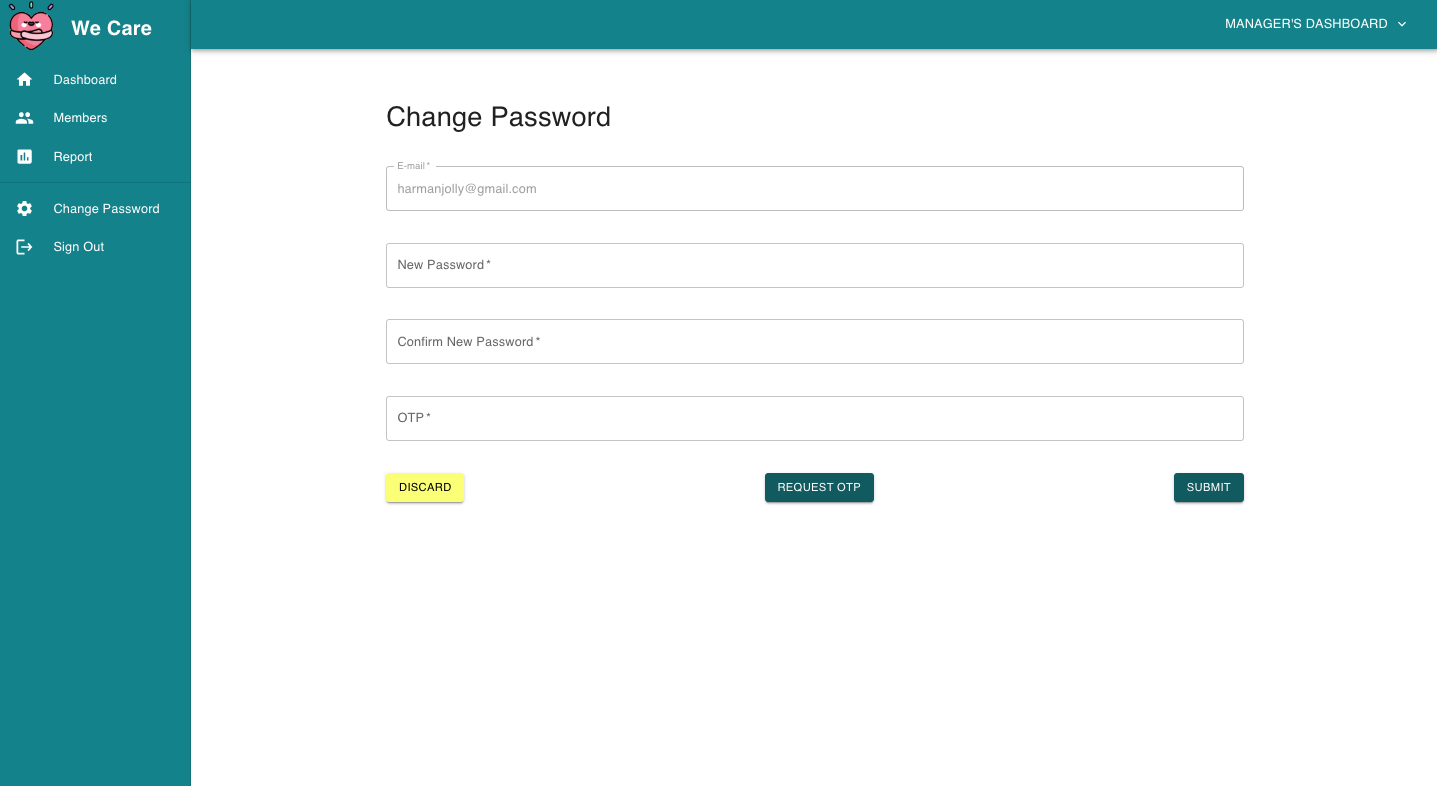 We Care
MANAGER'S DASHBOARD
Dashboard
Members
Report
Change Password
Sign Out
Change Password
E-mail *
harmanjolly@gmail.com
New Password *
Confirm New Password *
OTP *
DISCARD
REQUEST OTP
SUBMIT